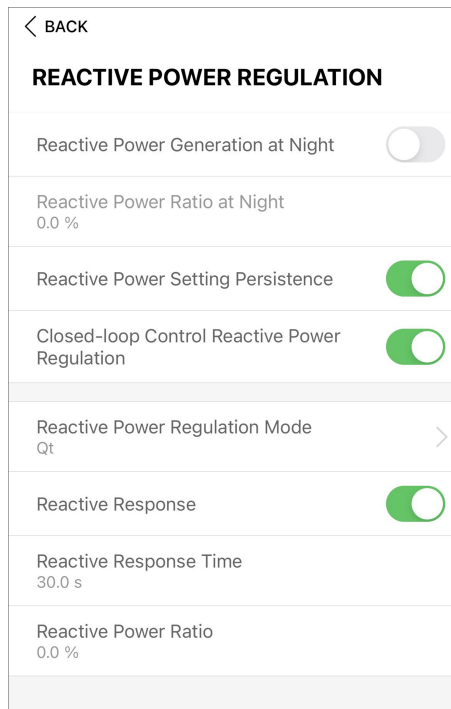 BACK
REACTIVE POWER REGULATION
Reactive Power Generation at Night
Reactive Power Ratio at Night
0.0 %
Reactive Power Setting Persistence
Closed-loop Control Reactive Power
Regulation
Reactive Power Regulation Mode
Qt
Reactive Response
Reactive Response Time
30.0 s
Reactive Power Ratio
0.0 %